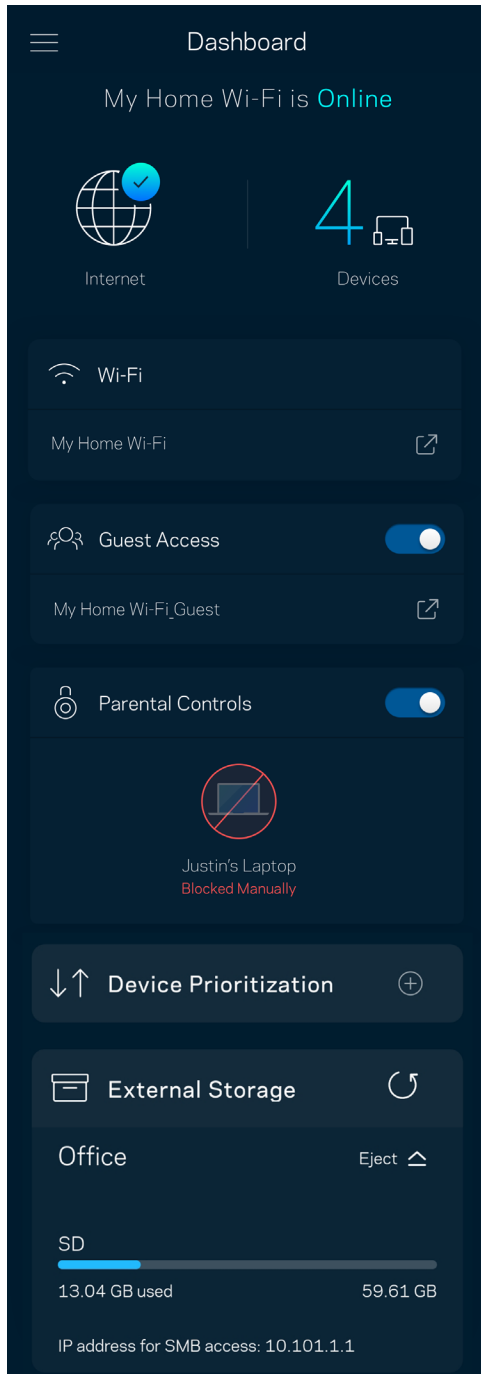 Dashboard
My Home Wi-Fi is Online
4
Internet
Devices
Wi-Fi
My Home Wi-Fi
Guest Access
My Home Wi-Fi_Guest
Parental Controls
Justin's Laptop
Blocked Manually
Device Prioritization
External Storage
Office
Eject
SD
13.04 GB used
59.61 GB
IP address for SMB access: 10.101.1.1